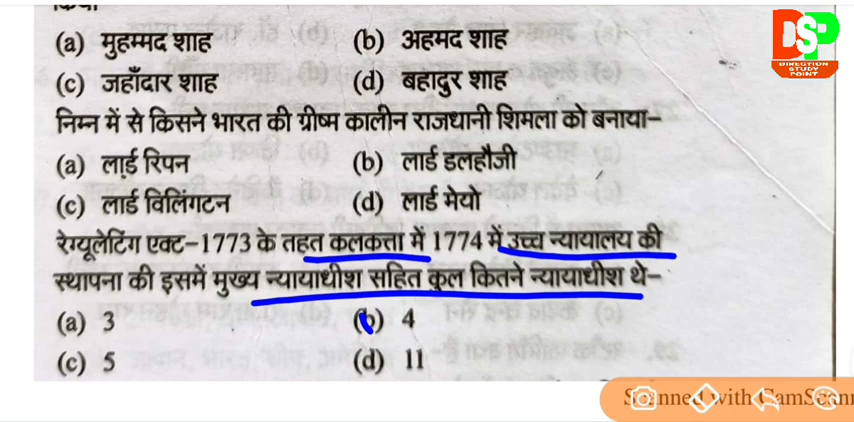 (a) मुहम्मद शाह (b) अहमद शाह
(c) जहाँदार शाह (d) बहादुर शाह
निम्न में से किसने भारत की ग्रीष्म कालीन राजधानी शिमला को बनाया–
(a) लार्ड रिपन (b) लार्ड डलहौजी
(c) लार्ड विलिंगटन (d) लार्ड मेयो
रेग्यूलेटिंग एक्ट–1773 के तहत कलकत्ता में 1774 में उच्च न्यायालय की
स्थापना की इसमें मुख्य न्यायाधीश सहित कुल कितने न्यायाधीश थे–
(a) 3 (b) 4
(c) 5 (d) 11
DSP
DIRECTION
STUDY
POINT
Scanned with CamScann